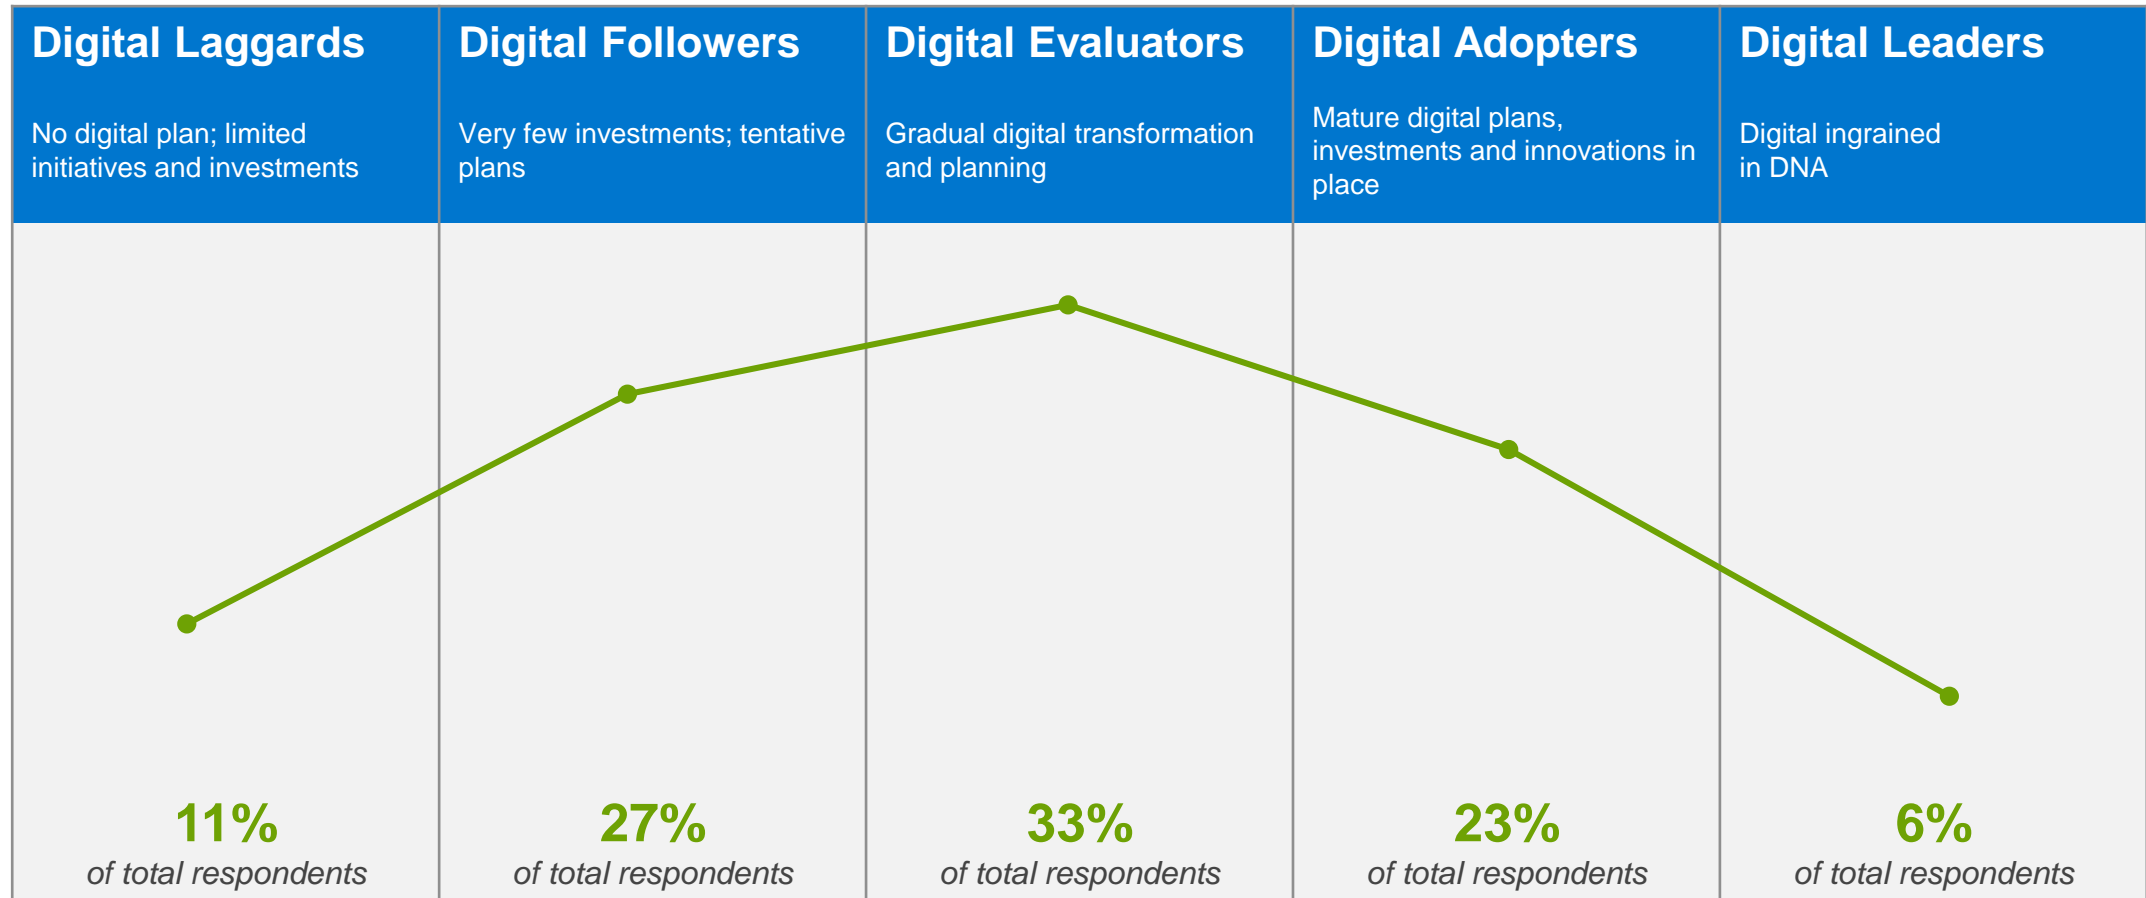 Digital Laggards
No digital plan; limited
initiatives and investments
Digital Followers
Very few investments; tentative
plans
Digital Evaluators
Gradual digital transformation
and planning
Digital Adopters
Mature digital plans,
investments and innovations in
place
Digital Leaders
Digital ingrained
in DNA
11%
of total respondents
27%
of total respondents
33%
of total respondents
23%
of total respondents
6%
of total respondents